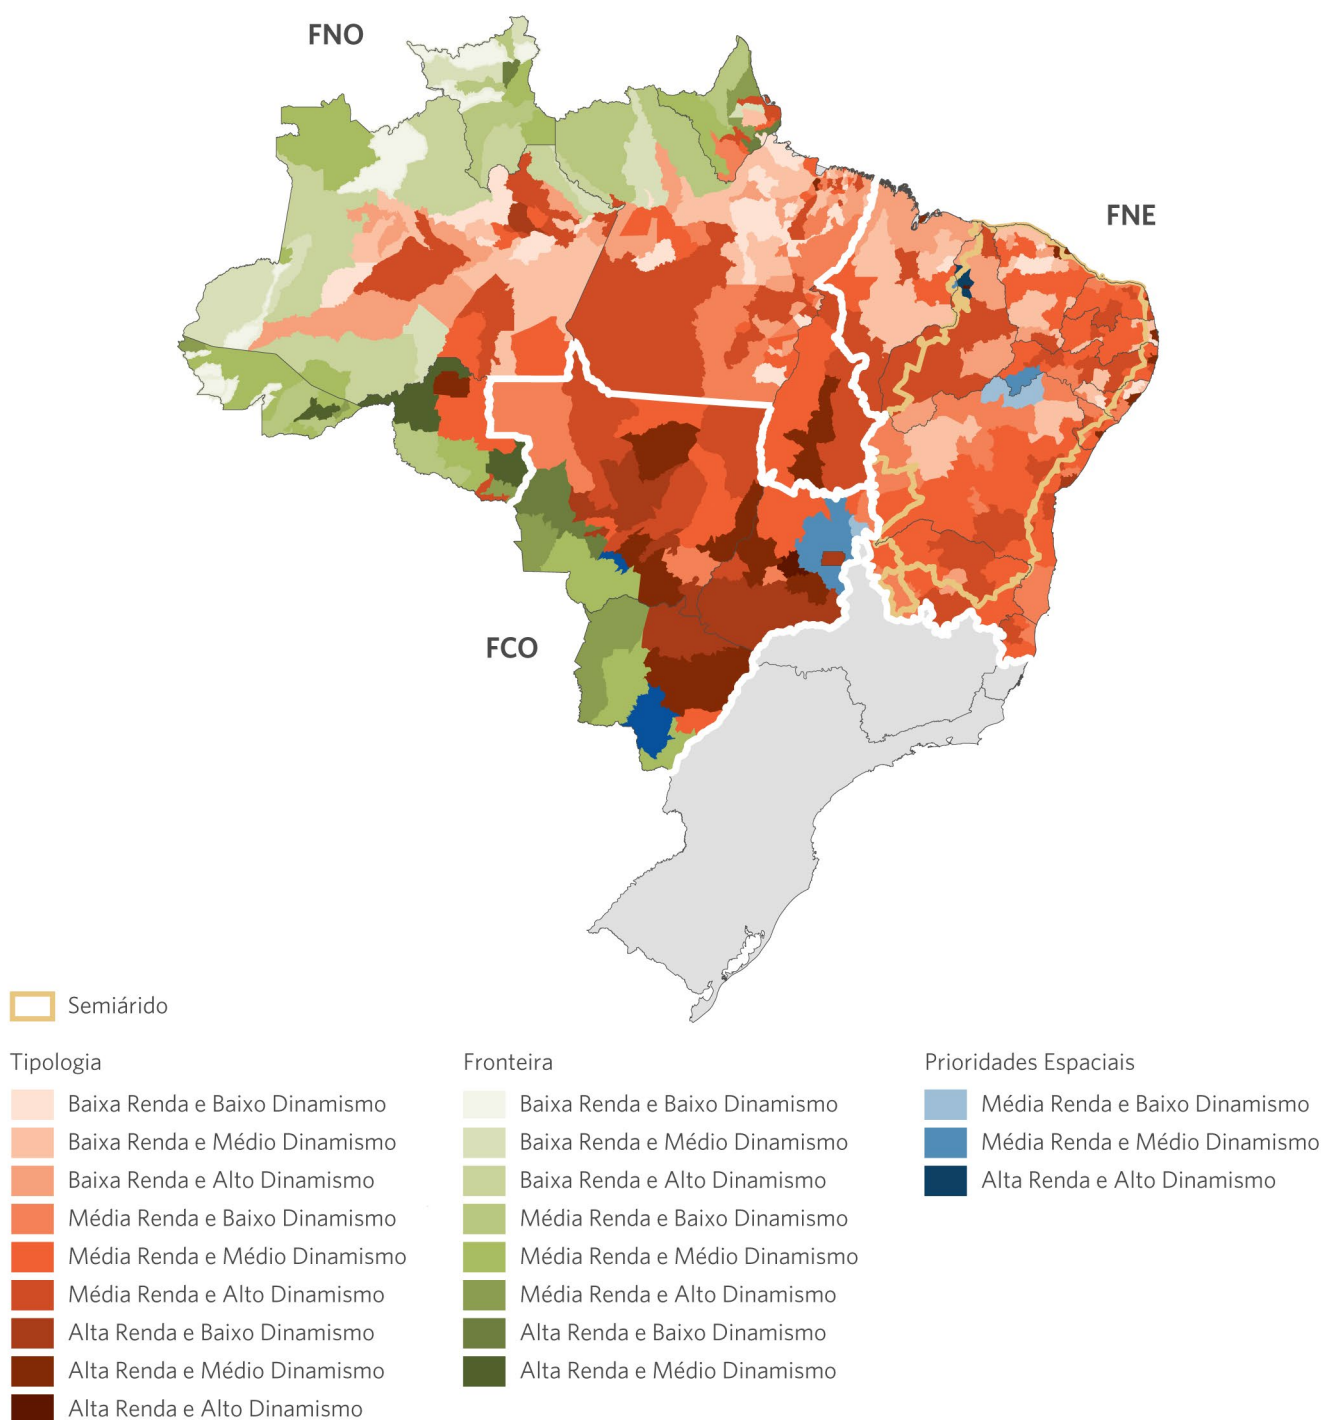 FNO
FNE
FCO
Semiárido
Tipologia
Baixa Renda e Baixo Dinamismo
Baixa Renda e Médio Dinamismo
Baixa Renda e Alto Dinamismo
Média Renda e Baixo Dinamismo
Média Renda e Médio Dinamismo
Média Renda e Alto Dinamismo
Alta Renda e Baixo Dinamismo
Alta Renda e Médio Dinamismo
Alta Renda e Alto Dinamismo
Fronteira
Baixa Renda e Baixo Dinamismo
Baixa Renda e Médio Dinamismo
Baixa Renda e Alto Dinamismo
Média Renda e Baixo Dinamismo
Média Renda e Médio Dinamismo
Média Renda e Alto Dinamismo
Alta Renda e Baixo Dinamismo
Alta Renda e Médio Dinamismo
Prioridades Espaciais
Média Renda e Baixo Dinamismo
Média Renda e Médio Dinamismo
Alta Renda e Alto Dinamismo